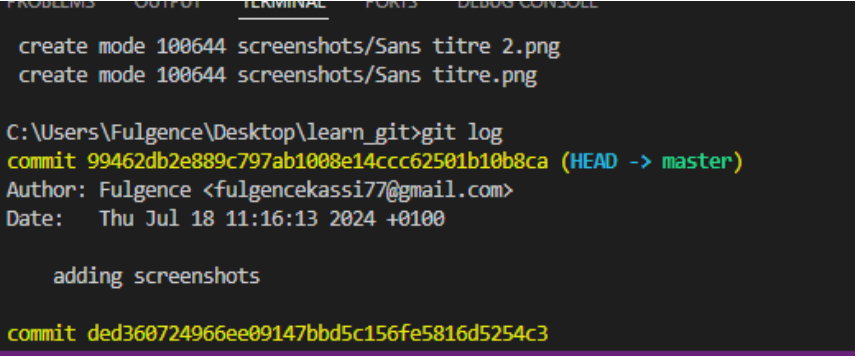 PROBLEMS OUTPUT TERMINAL PORTS DEBUG CONSOLE
create mode 100644 screenshots/Sans titre 2.png
create mode 100644 screenshots/Sans titre.png
C:\Users\Fulgence\Desktop\learn_git>git log
commit 99462db2e889c797ab1008e14ccc62501b10b8ca (HEAD -> master)
Author: Fulgence <fulgencekassi77@gmail.com>
Date:   Thu Jul 18 11:16:13 2024 +0100
adding screenshots
commit ded360724966ee09147bbd5c156fe5816d5254c3